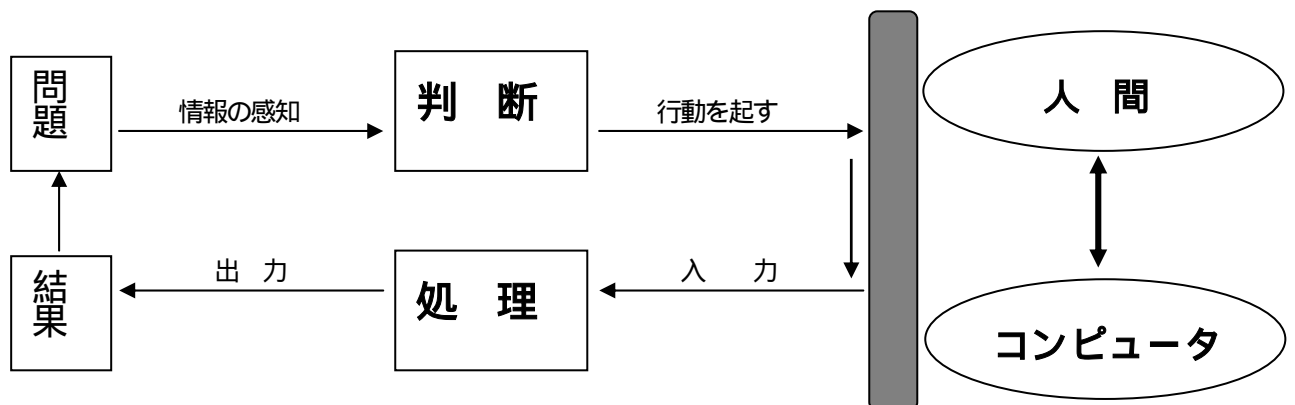 問題
情報の感知
判　断
行動を起す
人　間
結果
出　力
処　理
入　　力
コンピュータ